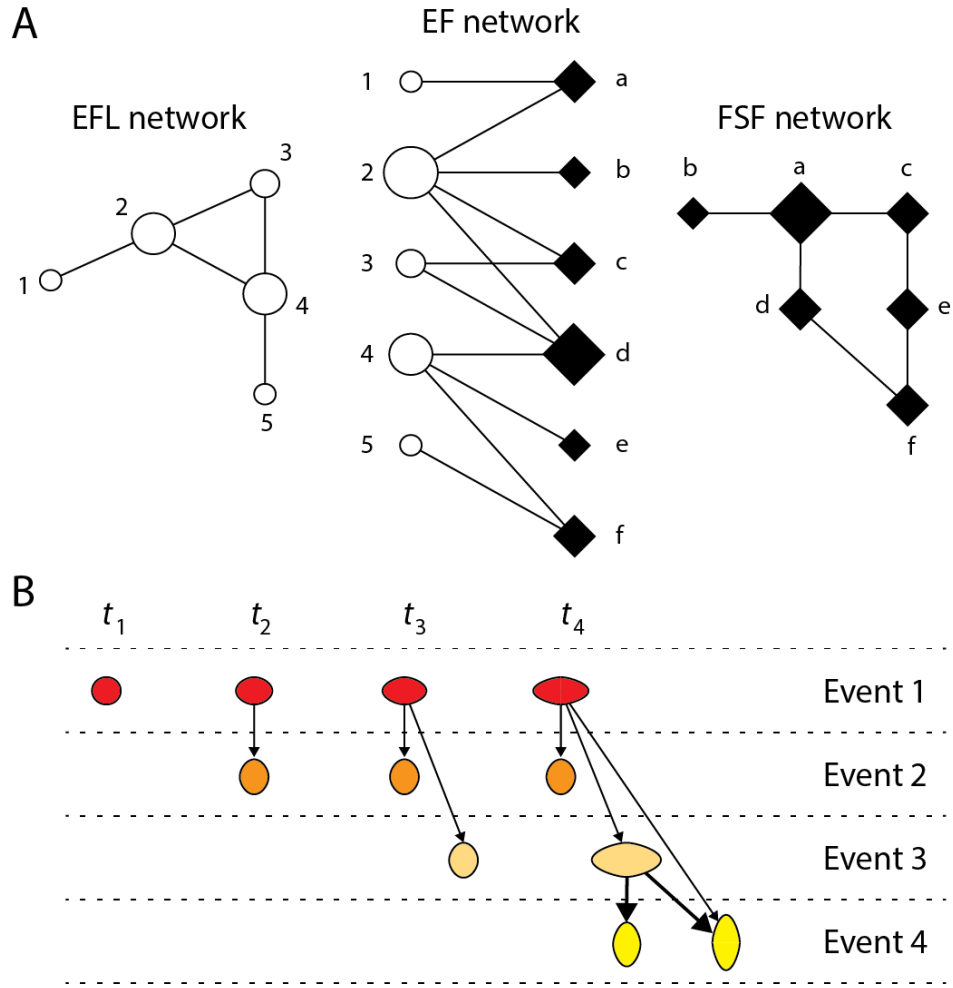 A
EFL network
1
2
3
4
5
EF network
1
2
3
4
5
a
b
c
d
e
f
FSF network
b
a
c
d
e
f
B
t1 t2 t3 t4
Event 1
Event 2
Event 3
Event 4